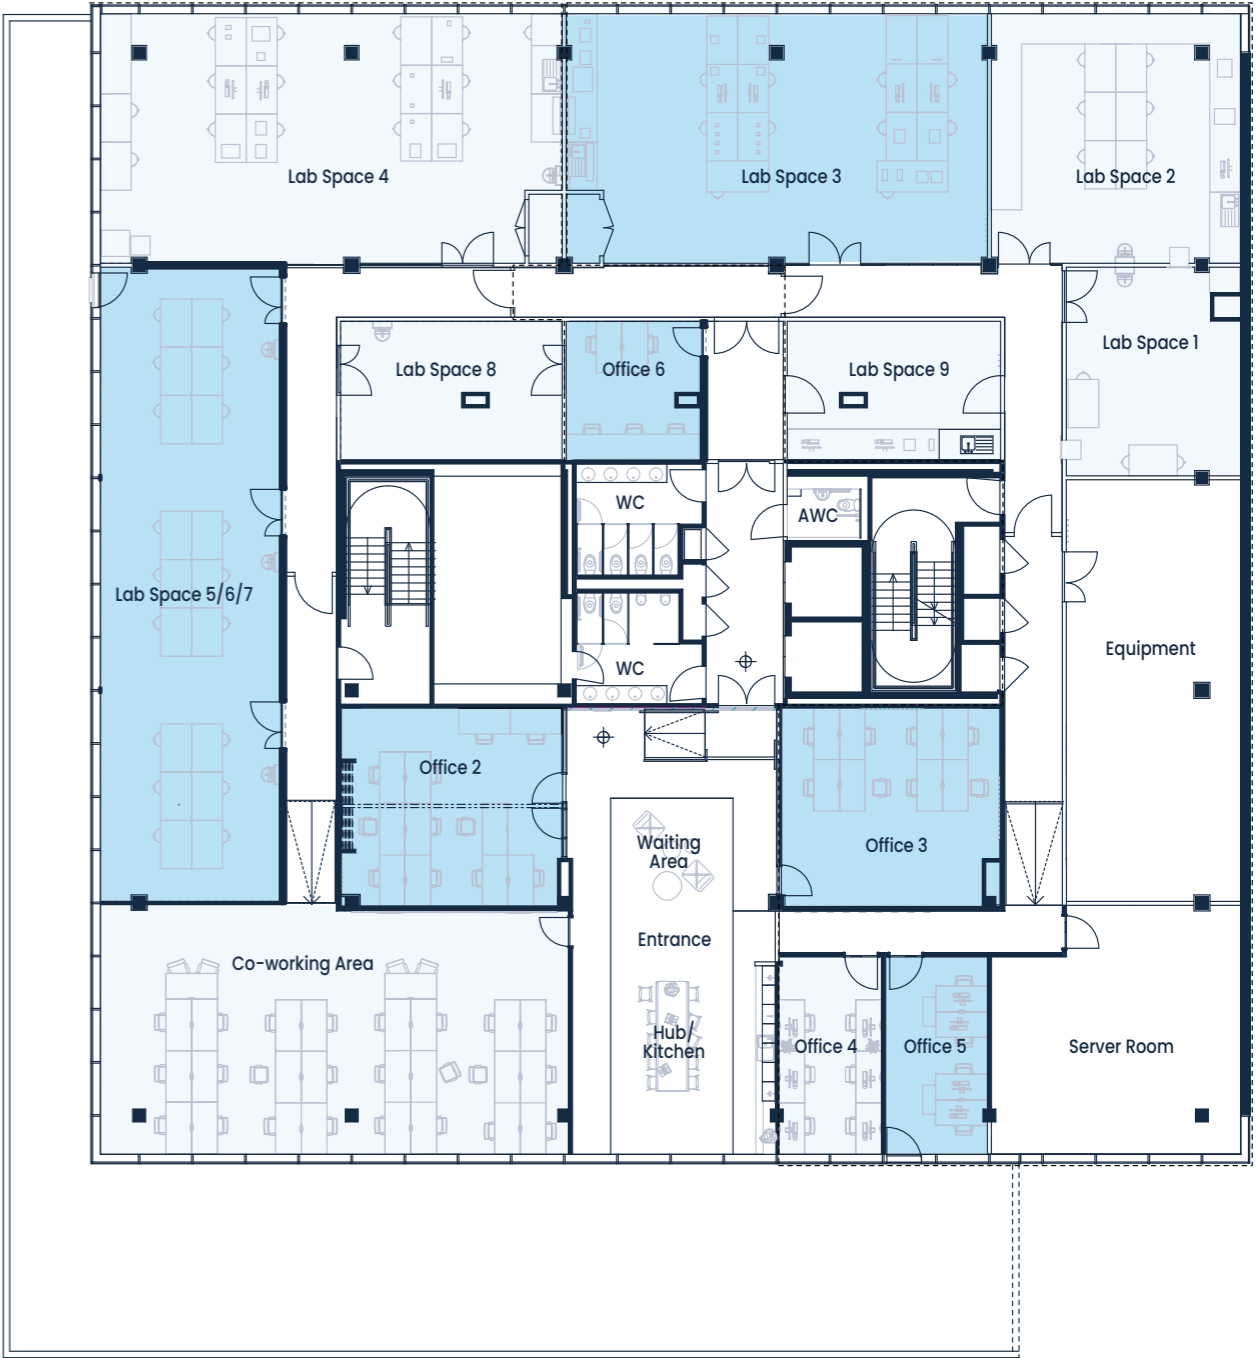 Lab Space 4
Lab Space 3
Lab Space 2
Lab Space 1
Lab Space 8
Office 6
Lab Space 9
WC
AWC
Lab Space 5/6/7
WC
Equipment
Office 2
Waiting
Area
Office 3
Entrance
Co-working Area
Hub/
Kitchen
Office 4
Office 5
Server Room